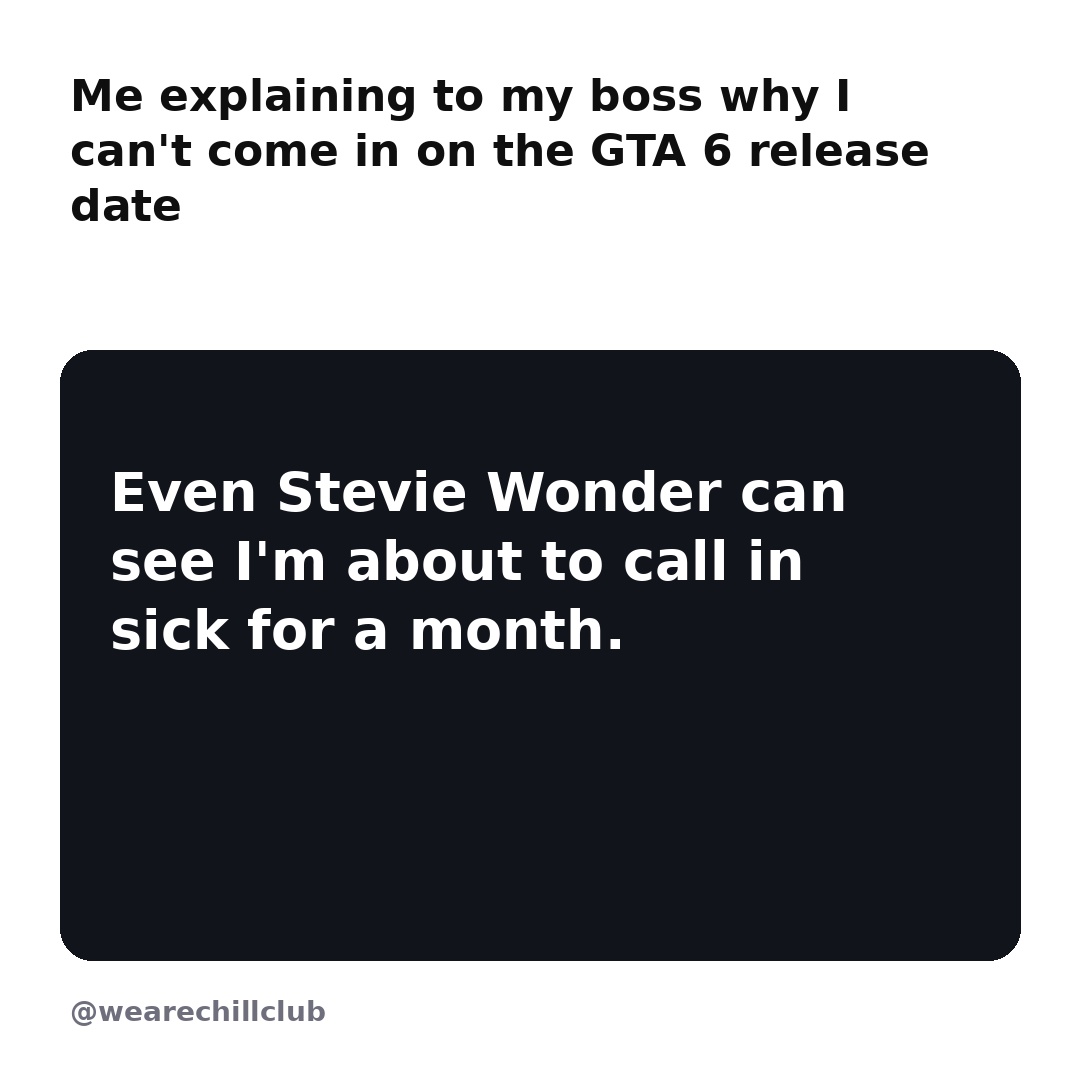 Me explaining to my boss why I
can't come in on the GTA 6 release
date
Even Stevie Wonder can
see I'm about to call in
sick for a month.
@wearechillclub